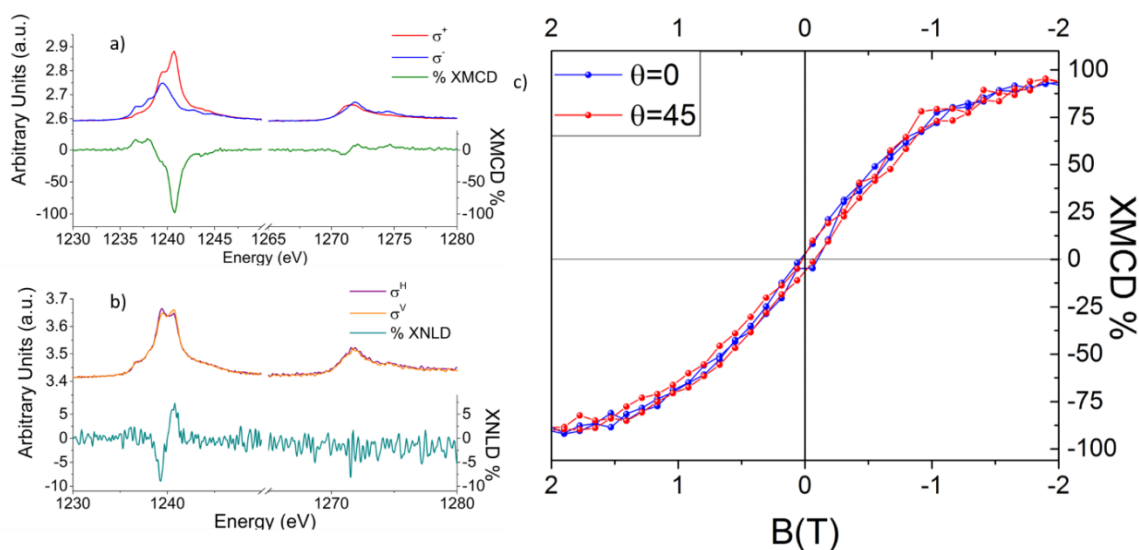 a)
σ⁺
σ⁻
% XMCD
Arbitrary Units (a.u.)
2.9
2.8
2.7
2.6
0
-50
-100
0
-50
-100
XMCD %
1230 1235 1240 1245 1265 1270 1275 1280
Energy (eV)
b)
σᴴ
σⱽ
% XNLD
Arbitrary Units (a.u.)
3.7
3.6
3.5
3.4
5
0
-5
-10
5
0
-5
-10
XNLD %
1230 1240 1270 1280
Energy (eV)
c)
2 1 0 -1 -2
θ=0
θ=45
100
75
50
25
0
-25
-50
-75
-100
XMCD %
2 1 0 -1 -2
B(T)